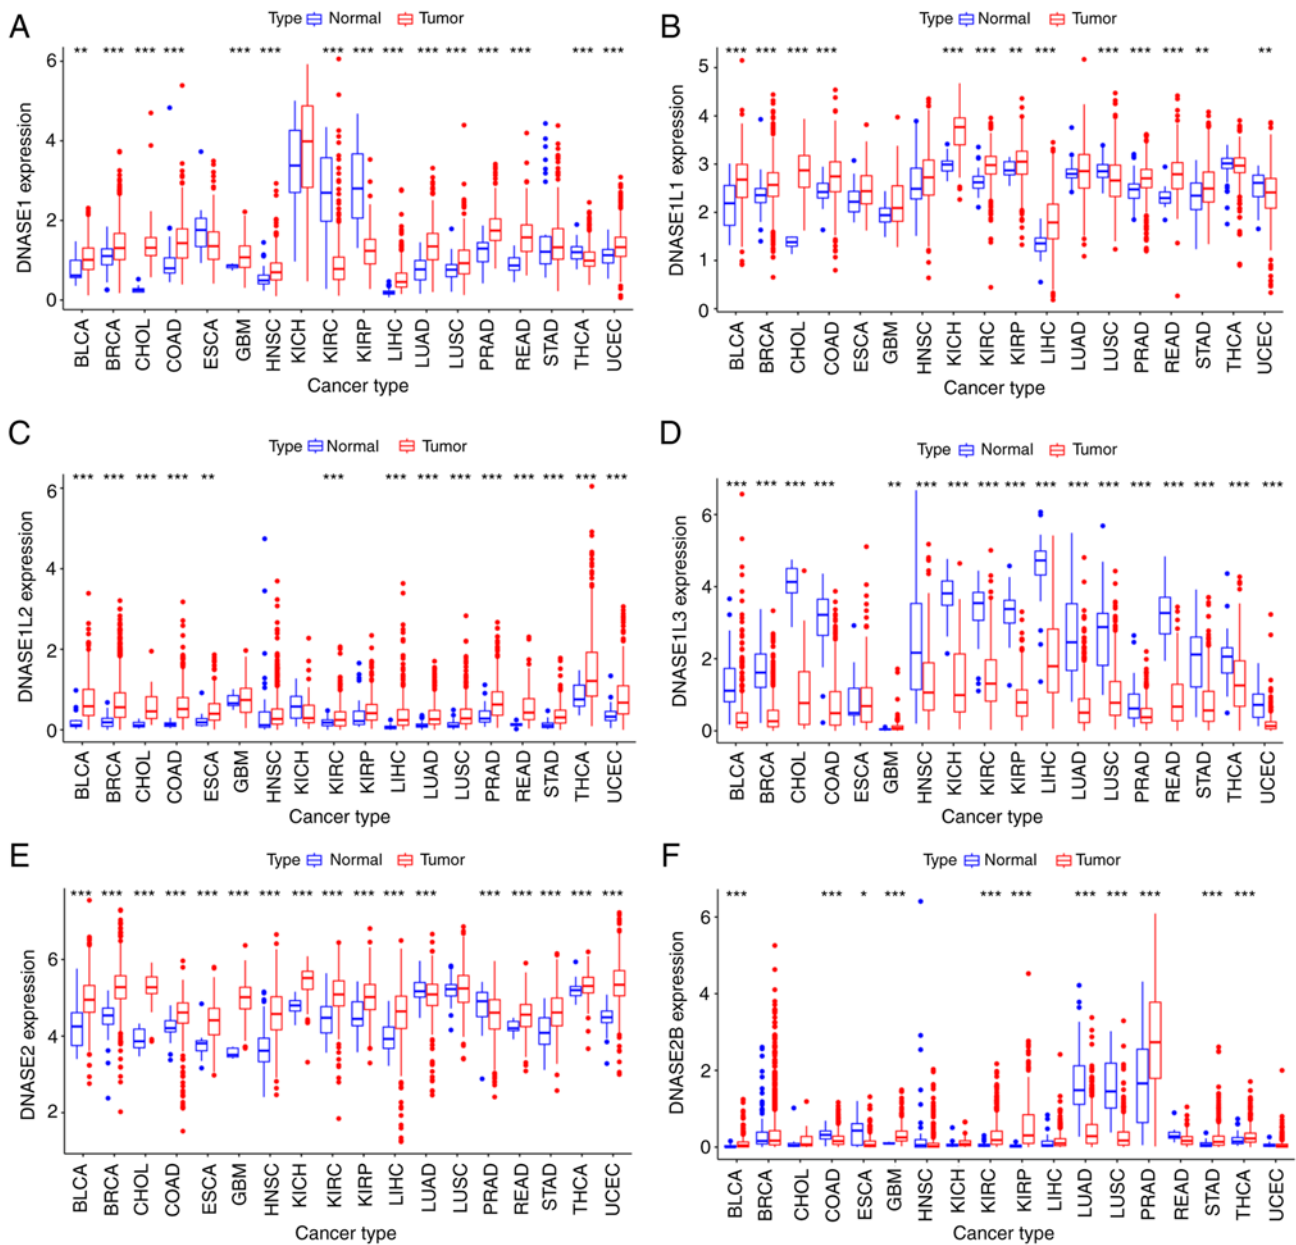 A
Type Normal Tumor
** *** *** *** *** *** *** *** *** *** *** *** *** *** ***
DNASE1 expression
6
4
2
0
BLCA BRCA CHOL COAD ESCA GBM HNSC KICH KIRC KIRP LIHC LUAD LUSC PRAD READ STAD THCA UCEC
Cancer type
B
Type Normal Tumor
*** *** *** *** *** *** ** *** *** *** *** ** **
DNASE1L1 expression
5
4
3
2
1
0
BLCA BRCA CHOL COAD ESCA GBM HNSC KICH KIRC KIRP LIHC LUAD LUSC PRAD READ STAD THCA UCEC
Cancer type
C
Type Normal Tumor
*** *** *** *** ** *** *** *** *** *** *** *** *** ***
DNASE1L2 expression
6
4
2
0
BLCA BRCA CHOL COAD ESCA GBM HNSC KICH KIRC KIRP LIHC LUAD LUSC PRAD READ STAD THCA UCEC
Cancer type
D
Type Normal Tumor
*** *** *** *** ** *** *** *** *** *** *** *** *** *** *** *** ***
DNASE1L3 expression
6
4
2
0
BLCA BRCA CHOL COAD ESCA GBM HNSC KICH KIRC KIRP LIHC LUAD LUSC PRAD READ STAD THCA UCEC
Cancer type
E
Type Normal Tumor
*** *** *** *** *** *** *** *** *** *** *** *** *** *** *** *** ***
DNASE2 expression
6
4
2
BLCA BRCA CHOL COAD ESCA GBM HNSC KICH KIRC KIRP LIHC LUAD LUSC PRAD READ STAD THCA UCEC
Cancer type
F
Type Normal Tumor
*** *** * *** *** *** *** *** *** *** ***
DNASE2B expression
6
4
2
0
BLCA BRCA CHOL COAD ESCA GBM HNSC KICH KIRC KIRP LIHC LUAD LUSC PRAD READ STAD THCA UCEC
Cancer type